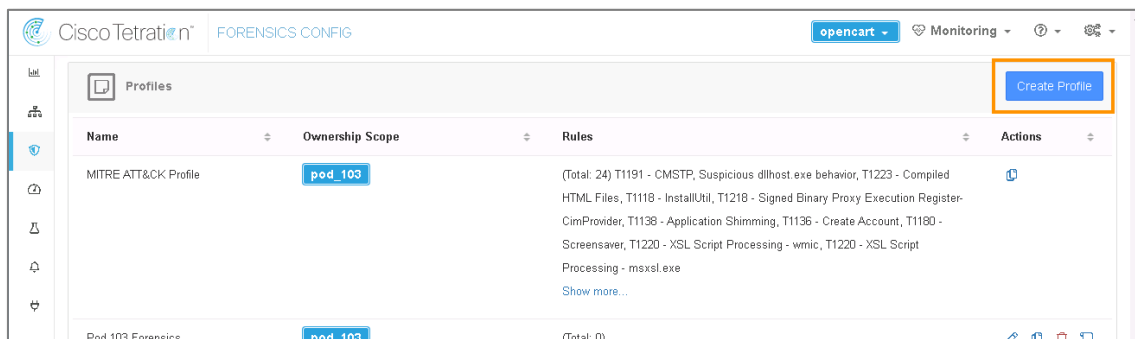 Cisco Tetration™ FORENSICS CONFIG opencart Monitoring
Profiles Create Profile
Name Ownership Scope Rules Actions
MITRE ATT&CK Profile pod_103 (Total: 24) T1191 - CMSTP, Suspicious dllhost.exe behavior, T1223 - Compiled
HTML Files, T1118 - InstallUtil, T1218 - Signed Binary Proxy Execution Register-
CimProvider, T1138 - Application Shimming, T1136 - Create Account, T1180 -
Screensaver, T1220 - XSL Script Processing - wmic, T1220 - XSL Script
Processing - msxsl.exe
Show more...
Pod 103 Forensics pod_103 (Total: 0)